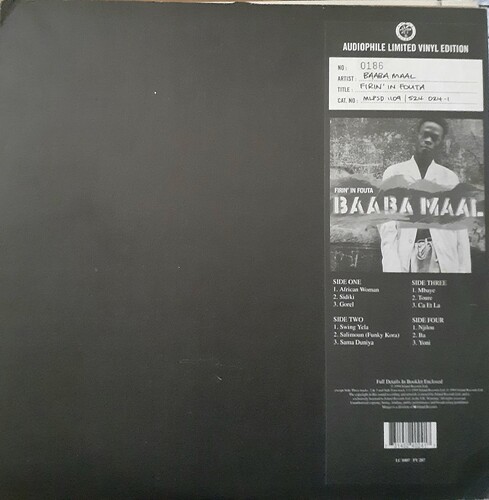 AUDIOPHILE LIMITED VINYL EDITION
NO: 0186
ARTIST: BAABA MAAL
TITLE: FIRIN' IN FOUTA
CAT. NO: MLPSD 1109 / 524 024-1
FIRIN' IN FOUTA
BAABA MAAL
SIDE ONE
1. African Woman
2. Sidiki
3. Gorel
SIDE TWO
1. Swing Yela
2. Salimoun (Funky Kora)
3. Sama Duniya
SIDE THREE
1. Mbaye
2. Toure
3. Ca Et La
SIDE FOUR
1. Njilou
2. Ba
3. Yoni
Full Details In Booklet Enclosed